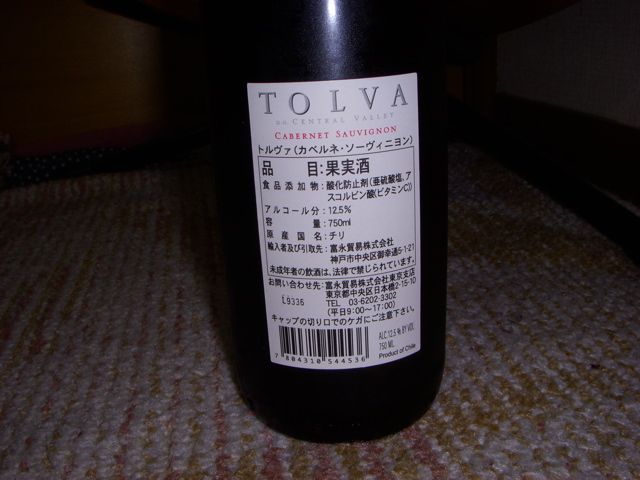 TOLVA
D.O. CENTRAL VALLEY
CABERNET SAUVIGNON
トルヴァ(カベルネ・ソーヴィニヨン)
品 目:果実酒
食品添加物:酸化防止剤(亜硫酸塩、ア
スコルビン酸(ビタミンC))
アルコール分:12.5%
容 量:750ml
原産国名:チリ
輸入者及び引取先:富永貿易株式会社
神戸市中央区御幸通5-1-21
未成年者の飲酒は、法律で禁じられています。
お問い合わせ先:富永貿易株式会社東京支店
東京都中央区日本橋2-15-10
L9336 TEL 03-6202-3302
(平日9:00~17:00)
キャップの切り口でのケガにご注意下さい。
7 804310 544536
ALC.12.5 % BY VOL
750 ML
Product of Chile